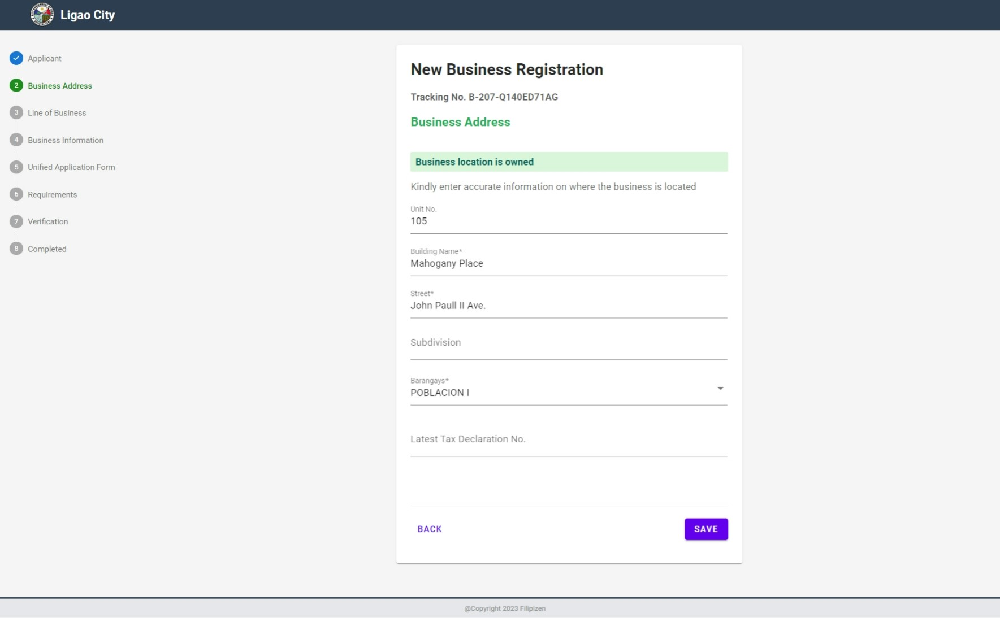 Ligao City
Applicant
2 Business Address
3 Line of Business
4 Business Information
5 Unified Application Form
6 Requirements
7 Verification
8 Completed
New Business Registration
Tracking No. B-207-Q140ED71AG
Business Address
Business location is owned
Kindly enter accurate information on where the business is located
Unit No.
105
Building Name*
Mahogany Place
Street*
John Paull II Ave.
Subdivision
Barangays*
POBLACION I
Latest Tax Declaration No.
BACK
SAVE
@Copyright 2023 Filipizen